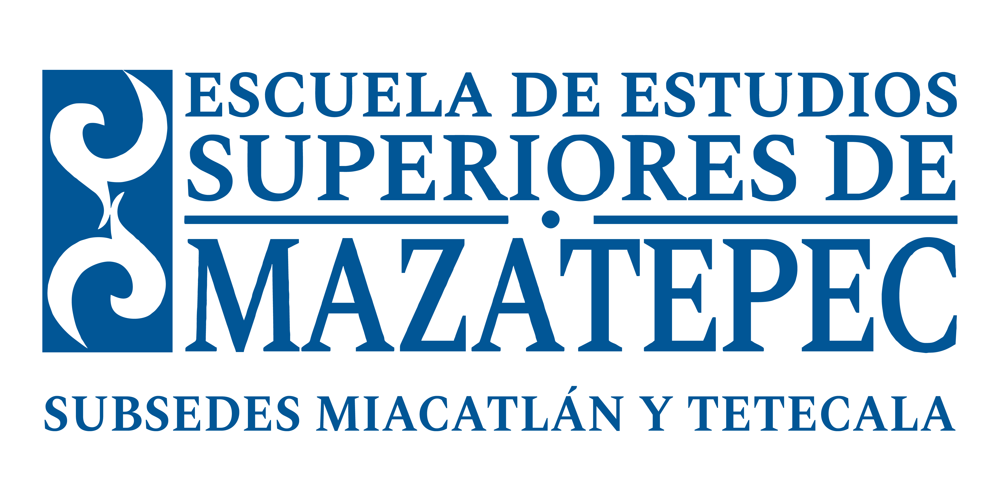 ESCUELA DE ESTUDIOS
SUPERIORES DE
MAZATEPEC
SUBSEDES MIACATLÁN Y TETECALA